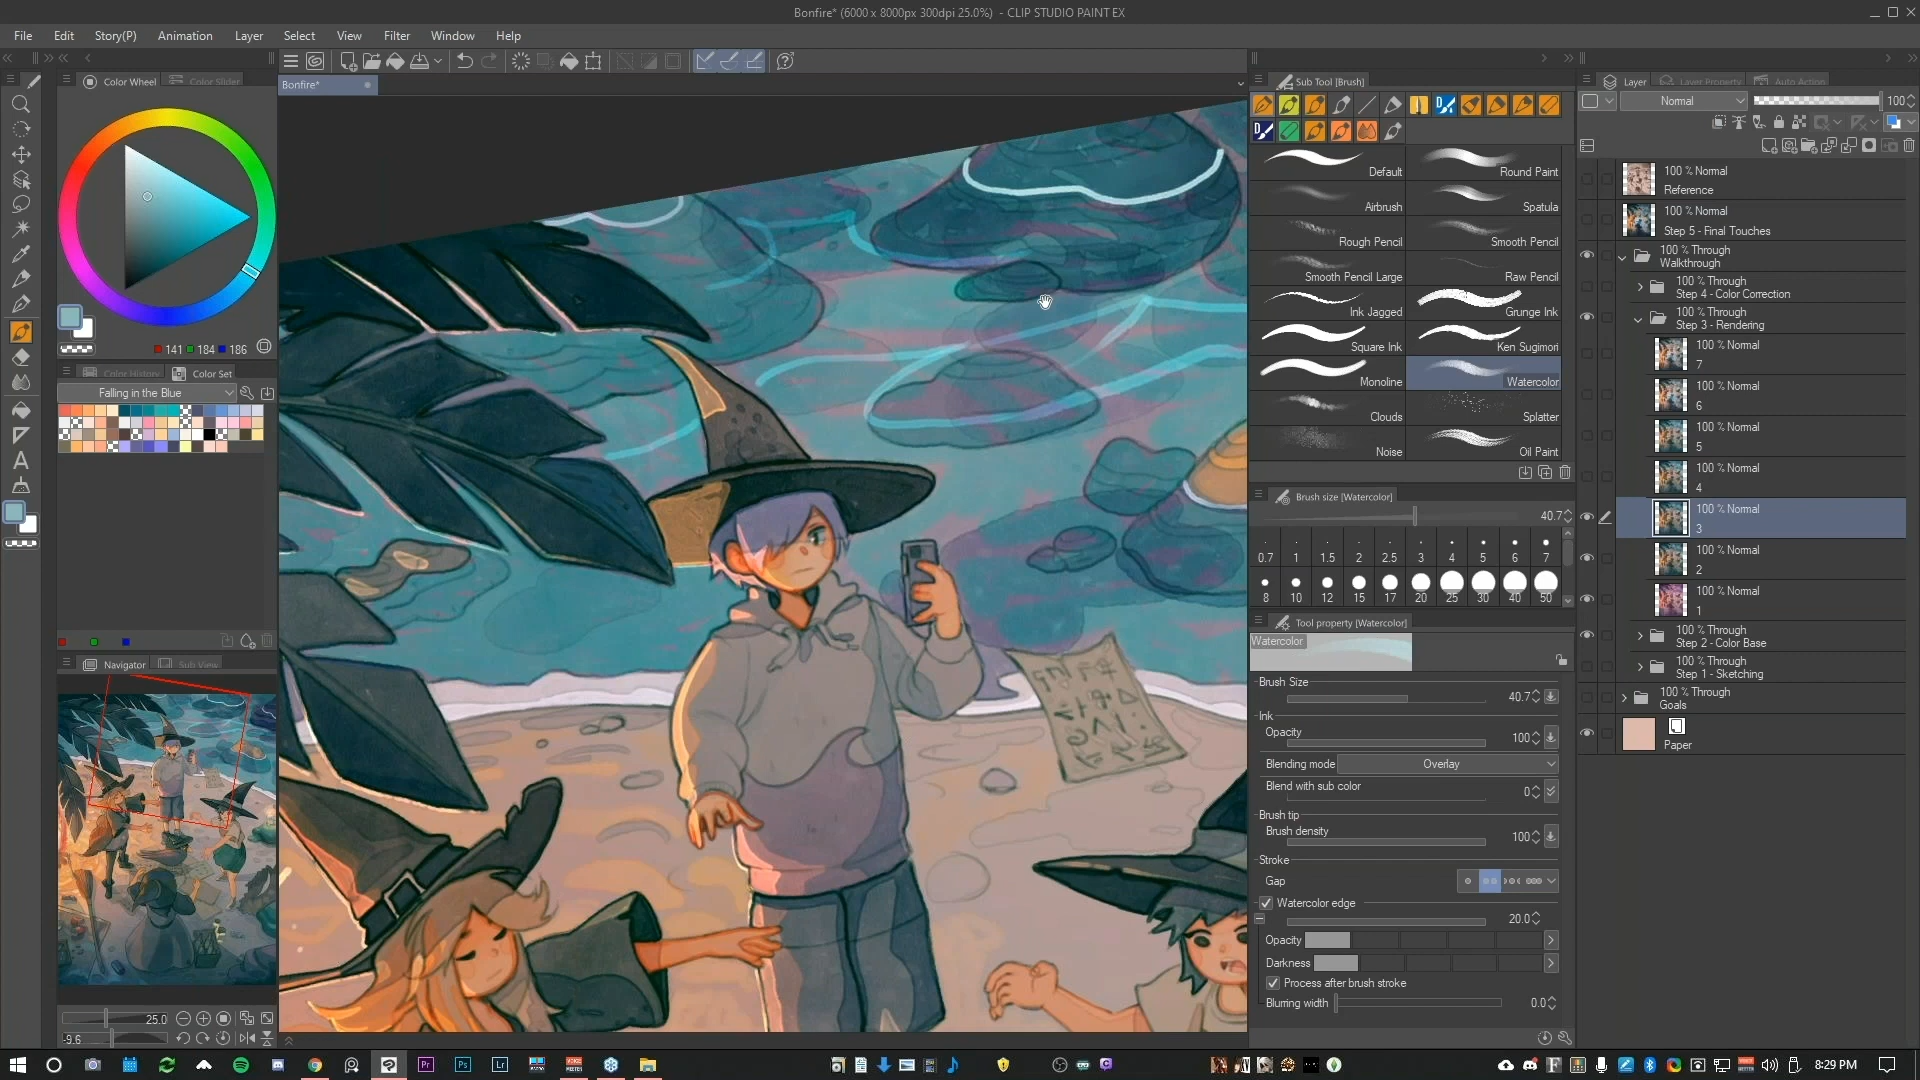 Bonfire* (6000 x 8000px 300dpi 25.0%) - CLIP STUDIO PAINT EX
File Edit Story(P) Animation Layer Select View Filter Window Help
Color Wheel Color Slider
Bonfire*
Sub Tool [Brush]
Layer Layer Property Auto Action
Normal 100
Default Round Paint
Airbrush Spatula
Rough Pencil Smooth Pencil
Smooth Pencil Large Raw Pencil
Ink Jagged Grunge Ink
Square Ink Ken Sugimori
Monoline Watercolor
Clouds Splatter
Noise Oil Paint
100 % Normal
Reference
100 % Normal
Step 5 - Final Touches
100 % Through
Walkthrough
100 % Through
Step 4 - Color Correction
100 % Through
Step 3 - Rendering
100 % Normal
7
100 % Normal
6
100 % Normal
5
100 % Normal
4
100 % Normal
3
100 % Normal
2
100 % Normal
1
100 % Through
Step 2 - Color Base
100 % Through
Step 1 - Sketching
100 % Through
Goals
Paper
141 184 186
Color History Color Set
Falling in the Blue
Navigator Sub View
25.0
-9.6
Brush size [Watercolor]
40.7
0.7 1 1.5 2 2.5 3 4 5 6 7
8 10 12 15 17 20 25 30 40 50
Tool property [Watercolor]
Watercolor
Brush Size
40.7
Ink
Opacity
100
Blending mode Overlay
Blend with sub color
0
Brush tip
Brush density
100
Stroke
Gap
Watercolor edge
20.0
Opacity
Darkness
Process after brush stroke
Blurring width 0.0
8:29 PM